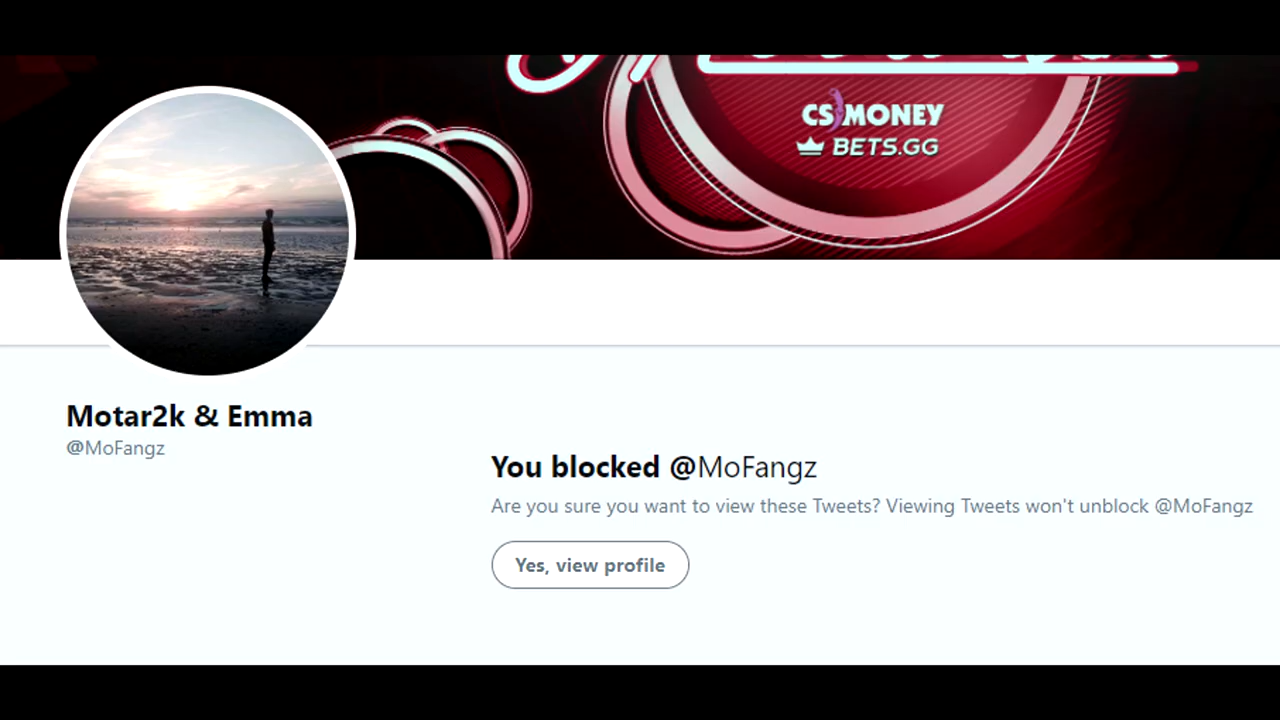 CS MONEY
BETS.GG
Motar2k & Emma
@MoFangz
You blocked @MoFangz
Are you sure you want to view these Tweets? Viewing Tweets won't unblock @MoFangz
Yes, view profile